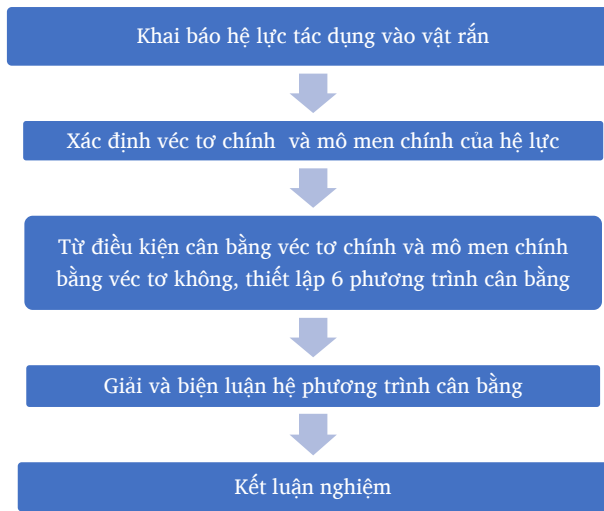 Khai báo hệ lực tác dụng vào vật rắn
Xác định véc tơ chính và mô men chính của hệ lực
Từ điều kiện cân bằng véc tơ chính và mô men chính
bằng véc tơ không, thiết lập 6 phương trình cân bằng
Giải và biện luận hệ phương trình cân bằng
Kết luận nghiệm